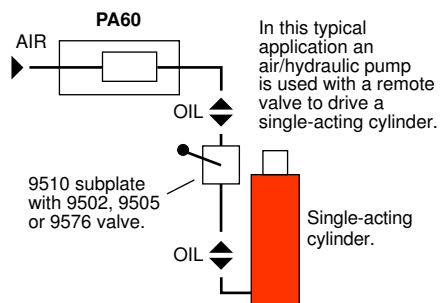 PA60
AIR
In this typical
application an
air/hydraulic pump
is used with a remote
valve to drive a
single-acting cylinder.
OIL
9510 subplate
with 9502, 9505
or 9576 valve.
Single-acting
cylinder.
OIL